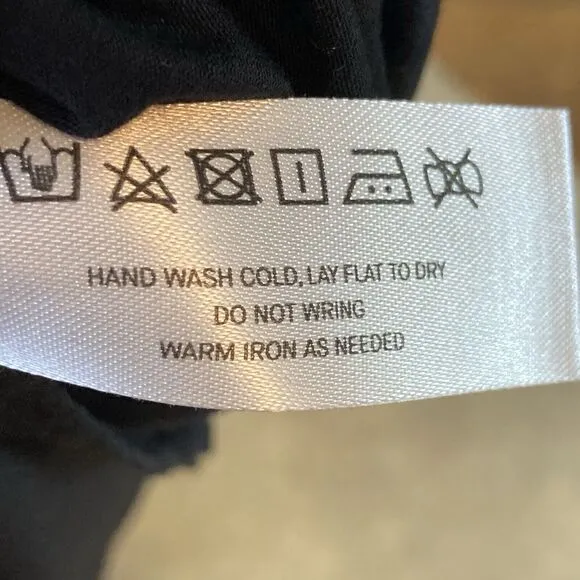 HAND WASH COLD, LAY FLAT TO DRY
DO NOT WRING
WARM IRON AS NEEDED